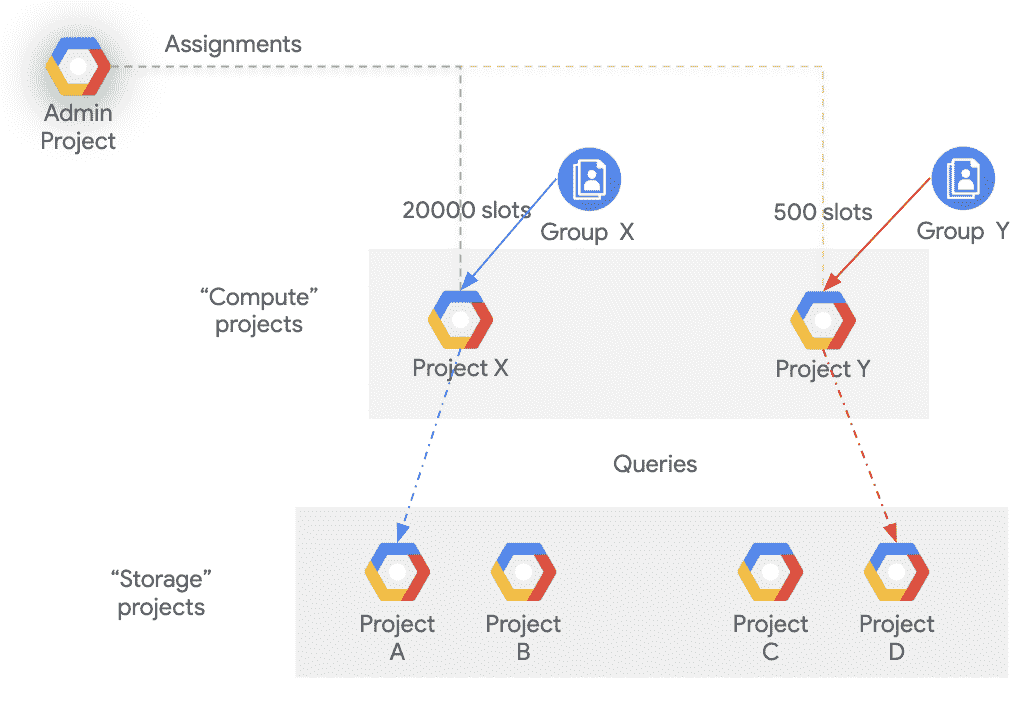 Assignments
Admin
Project
20000 slots
Group X
500 slots
Group Y
“Compute”
projects
Project X
Project Y
Queries
“Storage”
projects
Project
A
Project
B
Project
C
Project
D